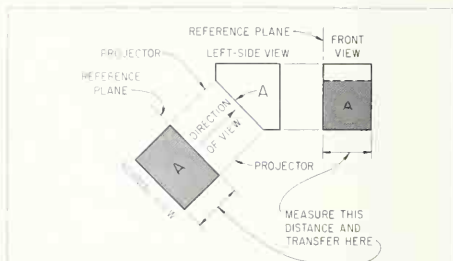 REFERENCE PLANE
FRONT
VIEW
LEFT-SIDE VIEW
PROJECTOR
REFERENCE
PLANE
A
A
DIRECTION
OF VIEW
A
PROJECTOR
MEASURE THIS
DISTANCE AND
TRANSFER HERE